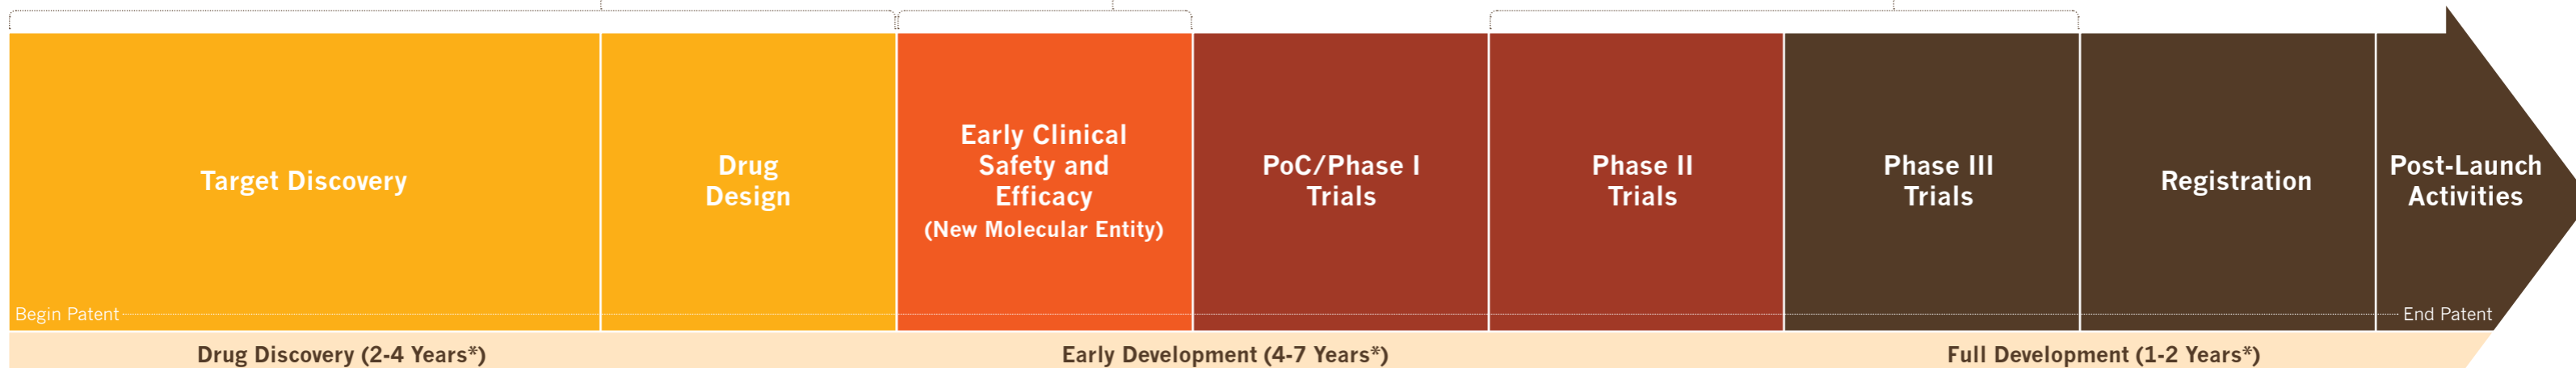 Target Discovery
Drug
Design
Early Clinical
Safety and
Efficacy
(New Molecular Entity)
PoC/Phase I
Trials
Phase II
Trials
Phase III
Trials
Registration
Post-Launch
Activities
Begin Patent
End Patent
Drug Discovery (2-4 Years*)
Early Development (4-7 Years*)
Full Development (1-2 Years*)